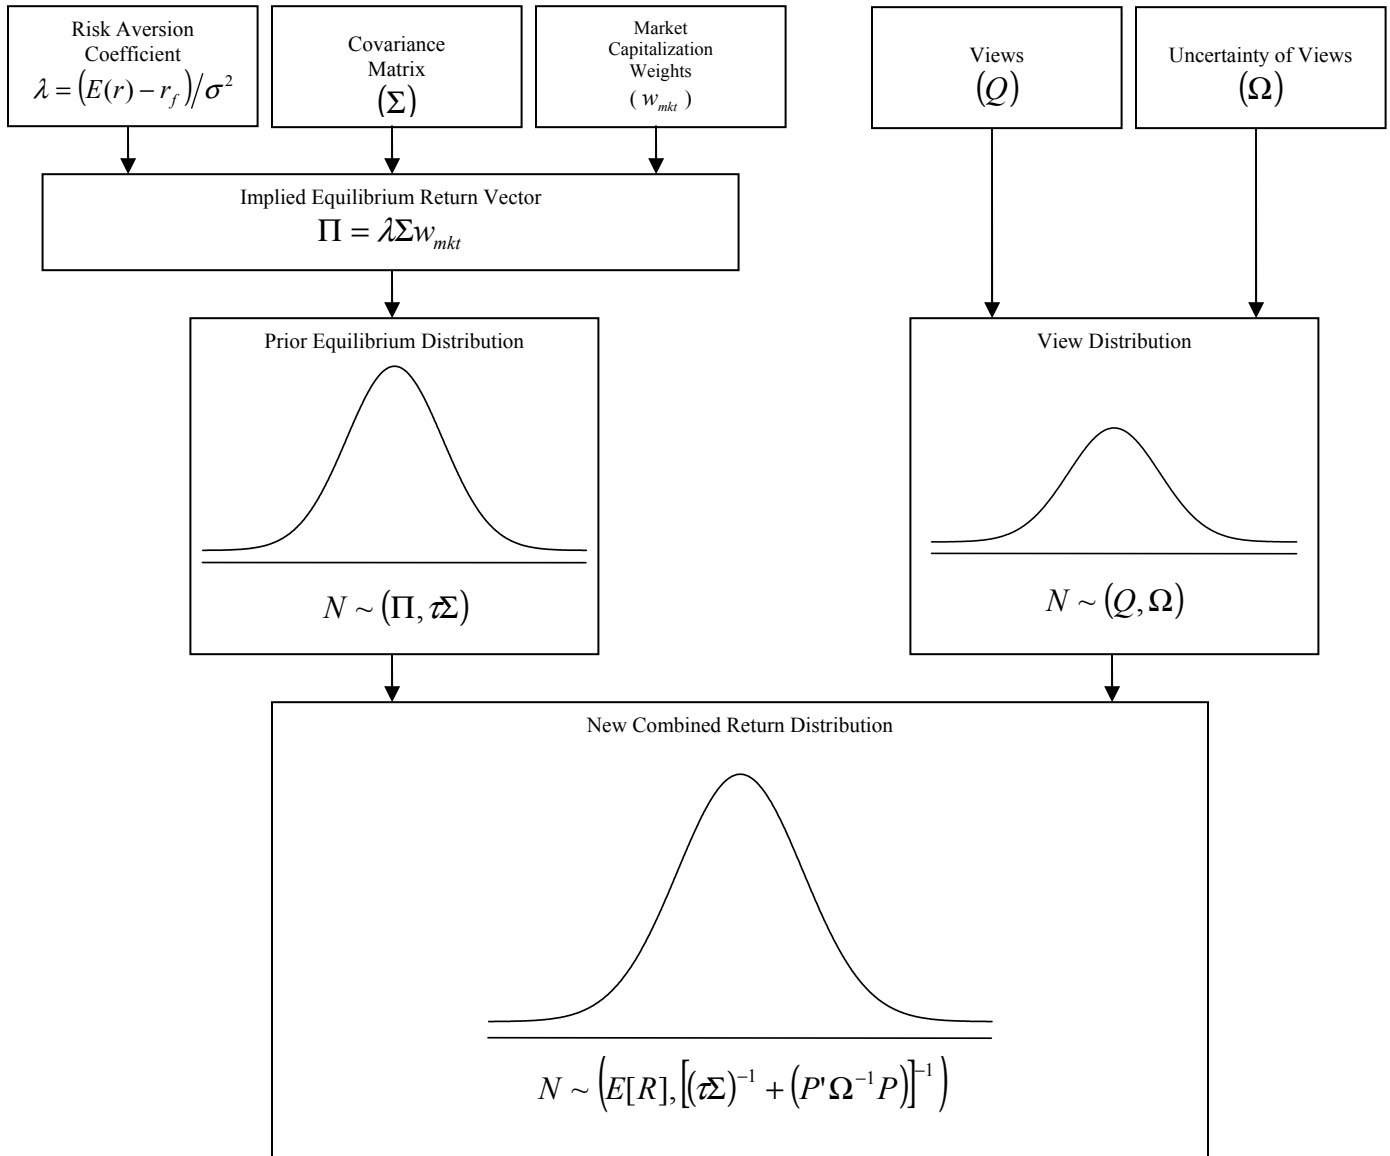 Risk Aversion
Coefficient
λ = (E(r) − r_f)/σ²
Covariance
Matrix
(Σ)
Market
Capitalization
Weights
( w_mkt )
Views
(Q)
Uncertainty of Views
(Ω)
Implied Equilibrium Return Vector
Π = λΣw_mkt
Prior Equilibrium Distribution
N ~ (Π, τΣ)
View Distribution
N ~ (Q, Ω)
New Combined Return Distribution
N ~ (E[R], [(τΣ)⁻¹ + (P'Ω⁻¹P)]⁻¹)